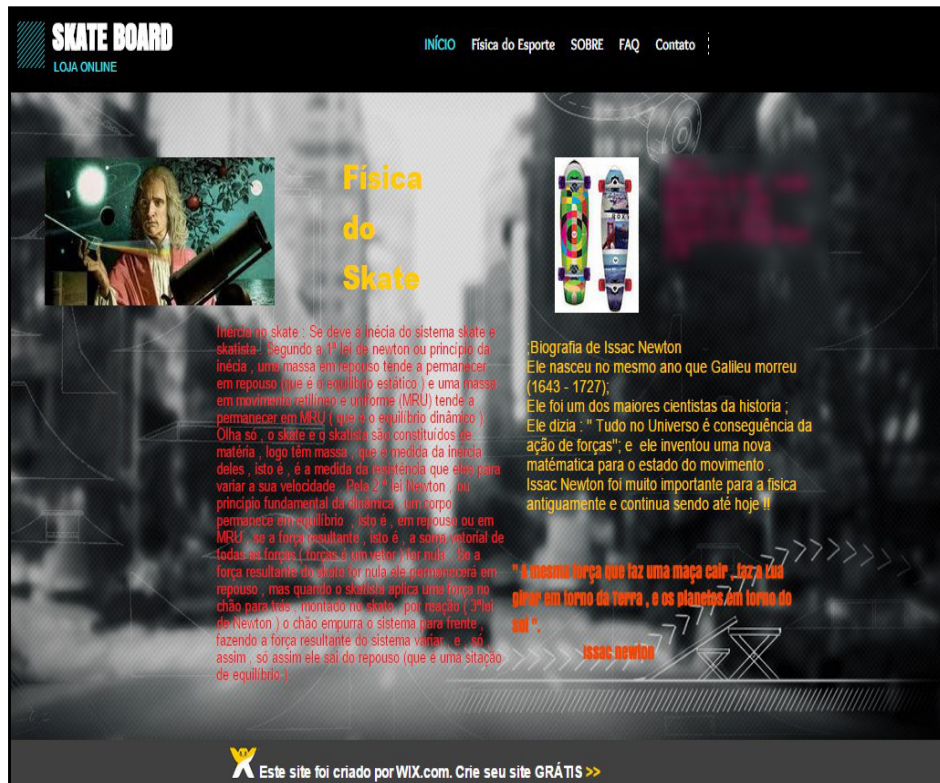 SKATE BOARD
LOJA ONLINE
INÍCIO Física do Esporte SOBRE FAQ Contato
Física
do
Skate
Inercia no skate : Se deve a inécia do sistema skate e
skatista . Segundo a 1ª lei de newton ou principio da
inécia , uma massa em repouso tende a permanecer
em repouso (que é o equilibrio estático ) e uma massa
em movimento retilíneo e uniforme (MRU) tende a
permanecer em MRU ( que e o equilibrio dinâmico )
Olha só , o skate e o skatista são constituídos de
matéria , logo têm massa , que é medida da inercia
deles , isto é , é a medida da resistência que eles para
variar a sua velocidade . Pela 2 ª lei Newton , ou
principio fundamental da dinâmica , um corpo
permanece em equilíbrio , isto é , em repouso ou em
MRU , se a força resultante , isto é , a soma vetorial de
todas as forças ( forças é um vetor ) for nula . Se a
força resultante do skate for nula ele permanecerá em
repouso , mas quando o skatista aplica uma força no
chão para trás , montado no skate , por reação ( 3ªlei
de Newton ) o chão empurra o sistema para frente ,
fazendo a força resultante do sistema variar , e , só
assim , só assim ele sai do repouso (que e uma sitação
de equilíbrio )
;Biografia de Issac Newton
Ele nasceu no mesmo ano que Galileu morreu
(1643 - 1727);
Ele foi um dos maiores cientistas da historia ;
Ele dizia : " Tudo no Universo é conseguência da
ação de forças"; e ele inventou uma nova
matématica para o estado do movimento .
Issac Newton foi muito importante para a fisica
antiguamente e continua sendo até hoje !!
" A mesma força que faz uma maça cair , faz a Lua
girar em torno da Terra , e os planetas em torno do
sol ".
Issac newton
Este site foi criado por WIX.com. Crie seu site GRÁTIS >>